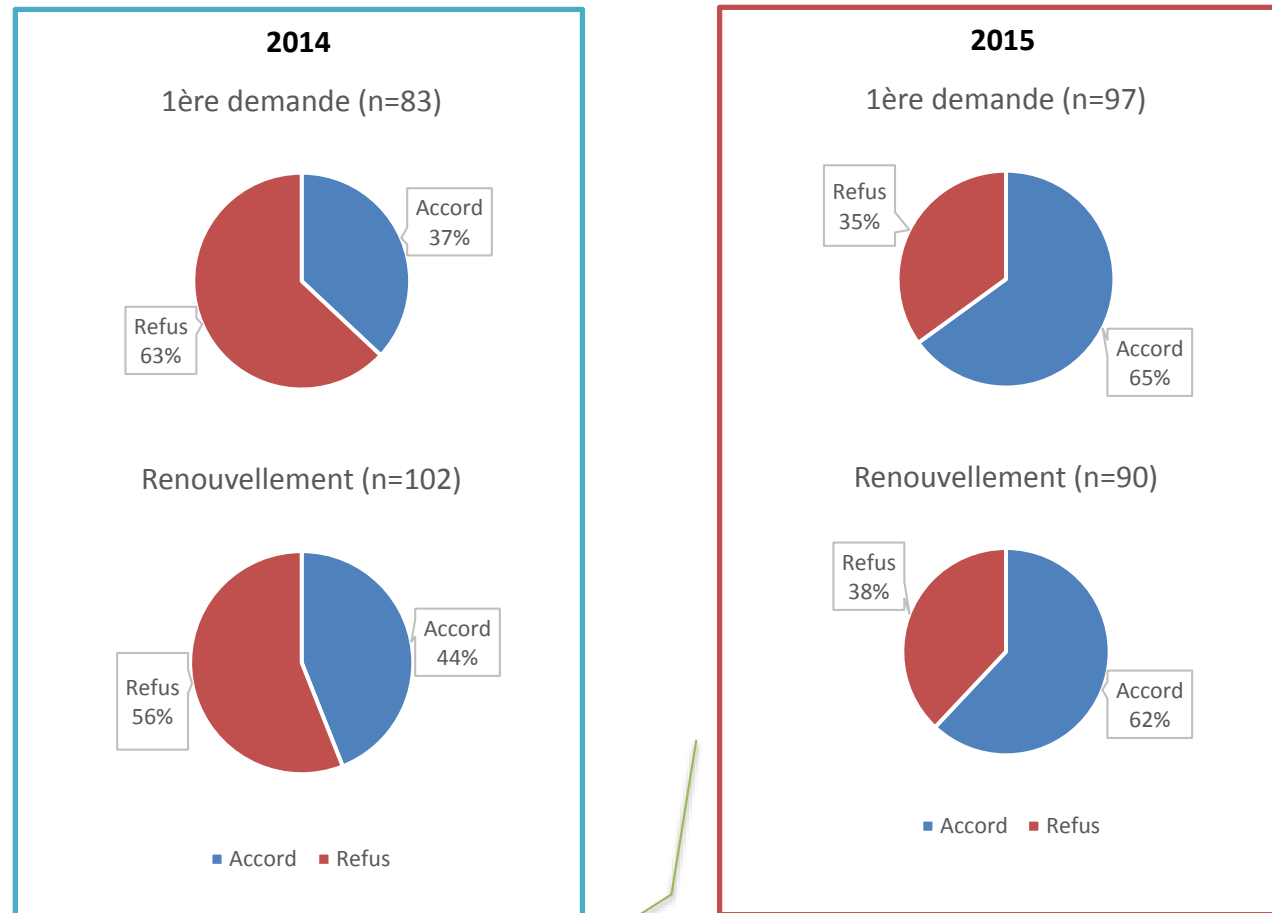 2014
1ère demande (n=83)
Accord
37%
Refus
63%
Renouvellement (n=102)
Accord
44%
Refus
56%
Accord
Refus
2015
1ère demande (n=97)
Refus
35%
Accord
65%
Renouvellement (n=90)
Refus
38%
Accord
62%
Accord
Refus